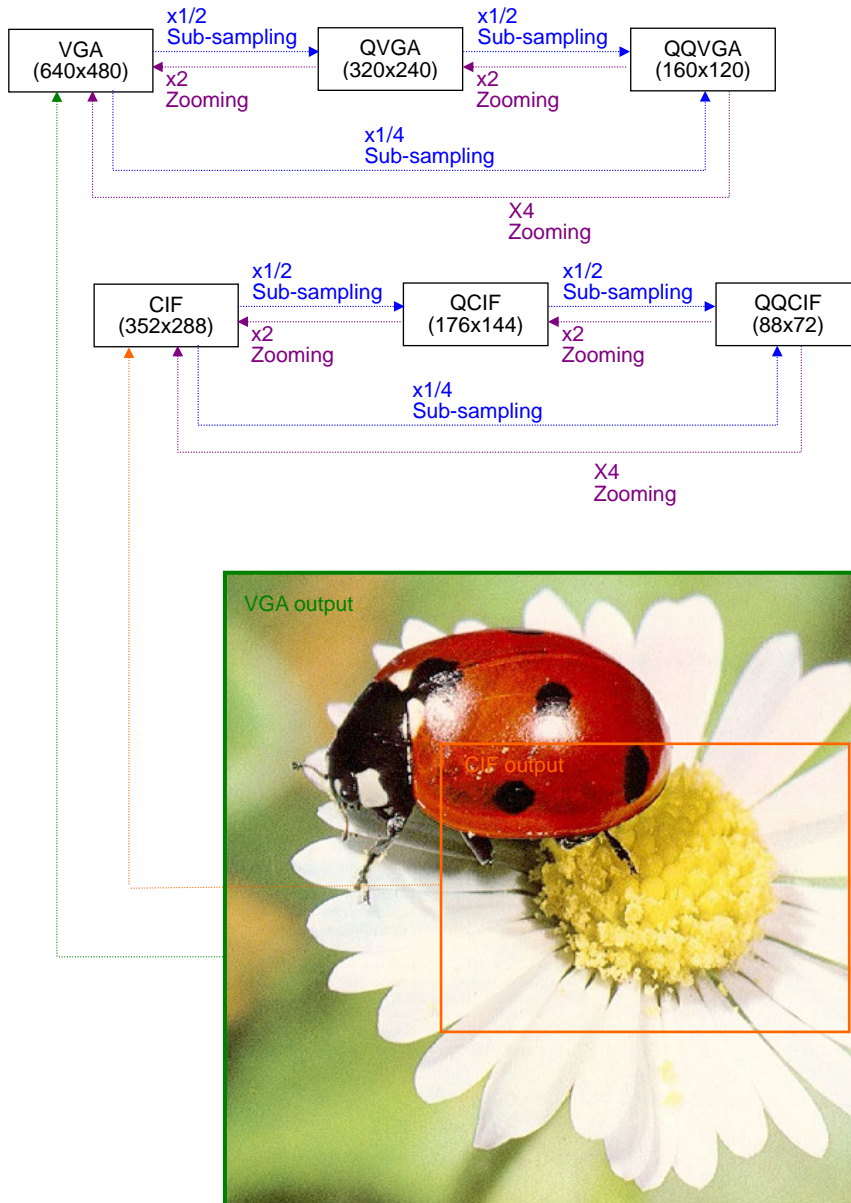 x1/2
Sub-sampling
x1/2
Sub-sampling
VGA
(640x480)
QVGA
(320x240)
QQVGA
(160x120)
x2
Zooming
x2
Zooming
x1/4
Sub-sampling
X4
Zooming
x1/2
Sub-sampling
x1/2
Sub-sampling
CIF
(352x288)
QCIF
(176x144)
QQCIF
(88x72)
x2
Zooming
x2
Zooming
x1/4
Sub-sampling
X4
Zooming
VGA output
CIF output